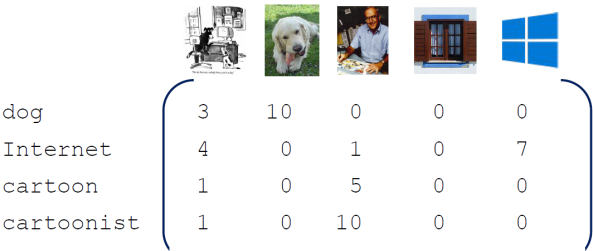 dog 3 10 0 0 0
Internet 4 0 1 0 7
cartoon 1 0 5 0 0
cartoonist 1 0 10 0 0